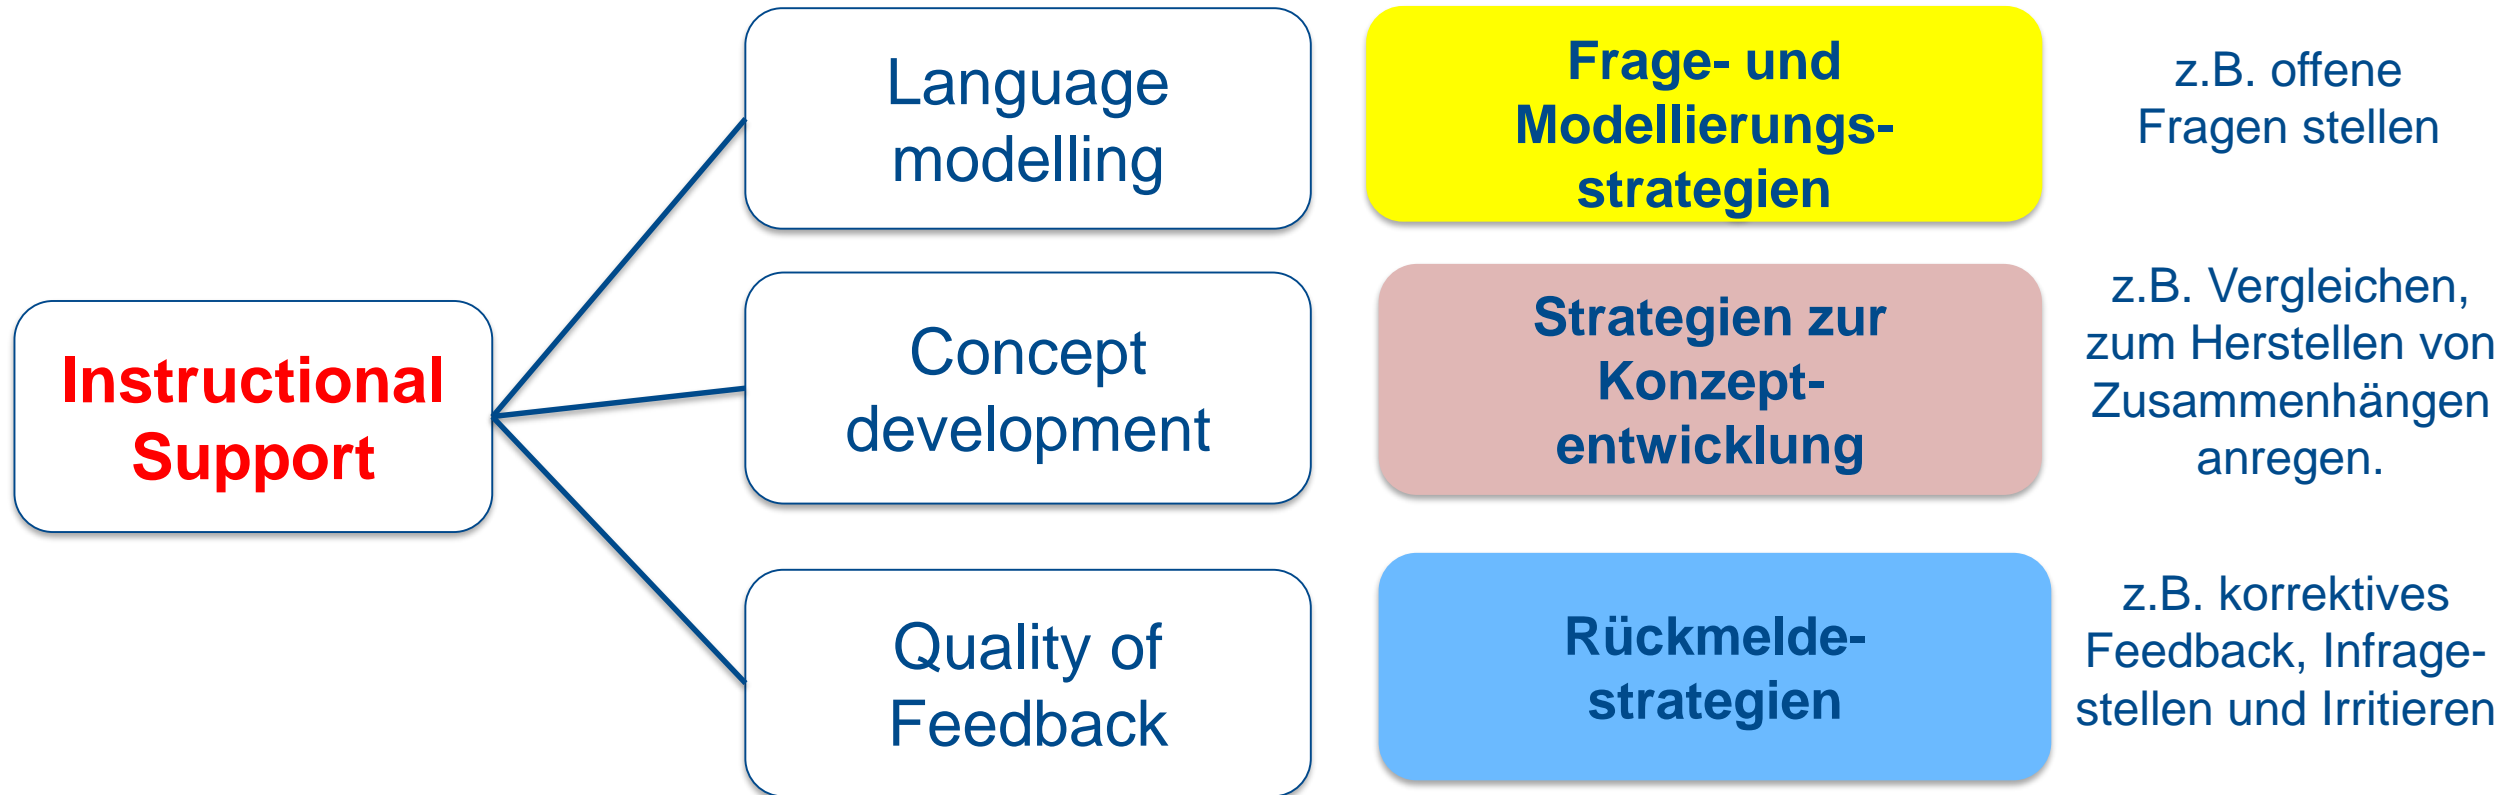 Instructional
Support
Language
modelling
Frage- und
Modellierungs-
strategien
z.B. offene
Fragen stellen
Concept
development
Strategien zur
Konzept-
entwicklung
z.B. Vergleichen,
zum Herstellen von
Zusammenhängen
anregen.
Quality of
Feedback
Rückmelde-
strategien
z.B. korrektives
Feedback, Infrage-
stellen und Irritieren